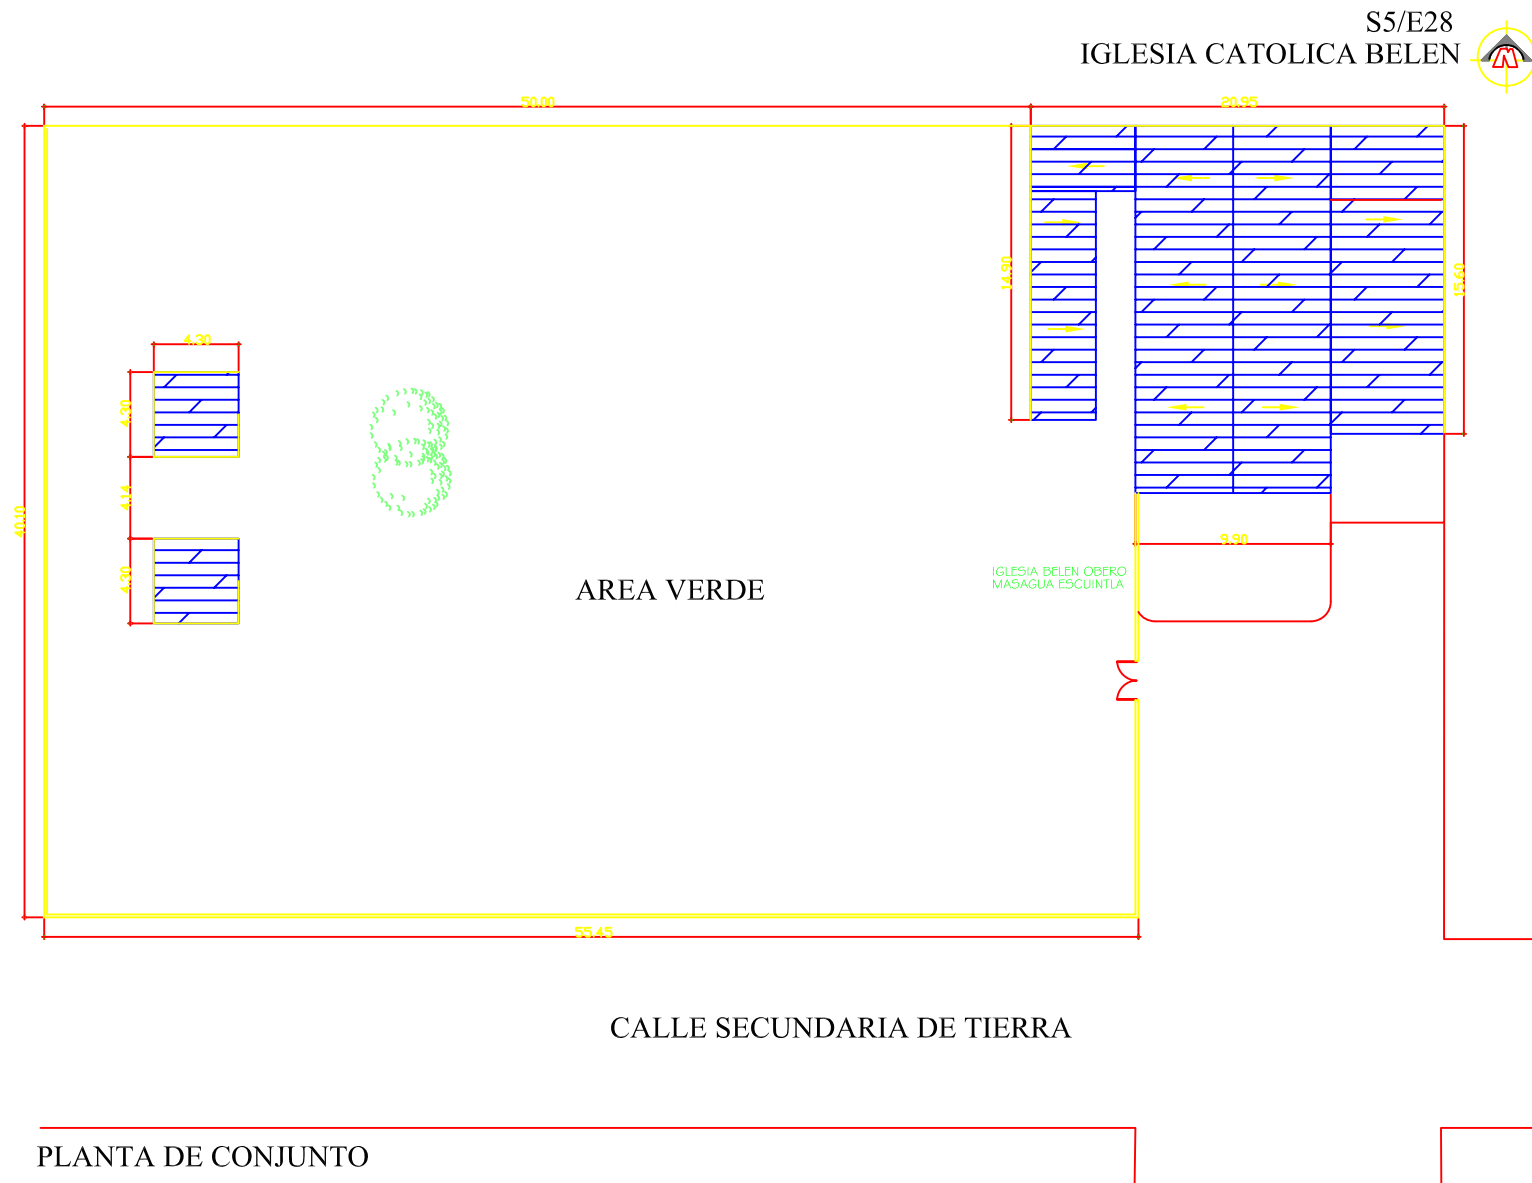 S5/E28
IGLESIA CATOLICA BELEN
50.00
20.95
14.90
15.60
4.30
4.30
4.14
4.30
40.10
9.90
IGLESIA BELEN OBERO
MASAGUA ESCUINTLA
AREA VERDE
55.45
CALLE SECUNDARIA DE TIERRA
PLANTA DE CONJUNTO